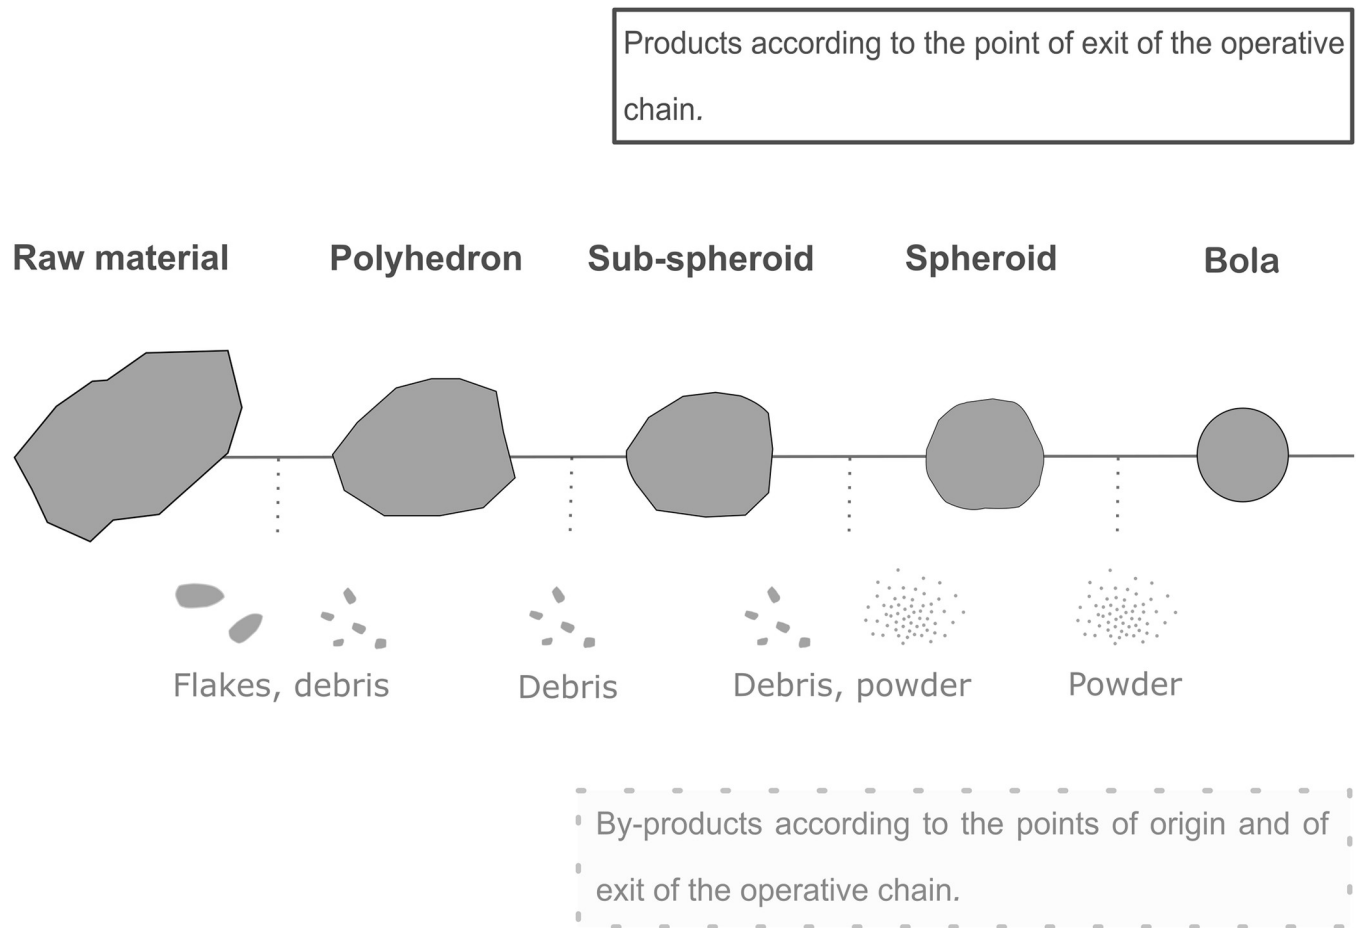 Products according to the point of exit of the operative
chain.
Raw material Polyhedron Sub-spheroid Spheroid Bola
Flakes, debris Debris Debris, powder Powder
By-products according to the points of origin and of
exit of the operative chain.